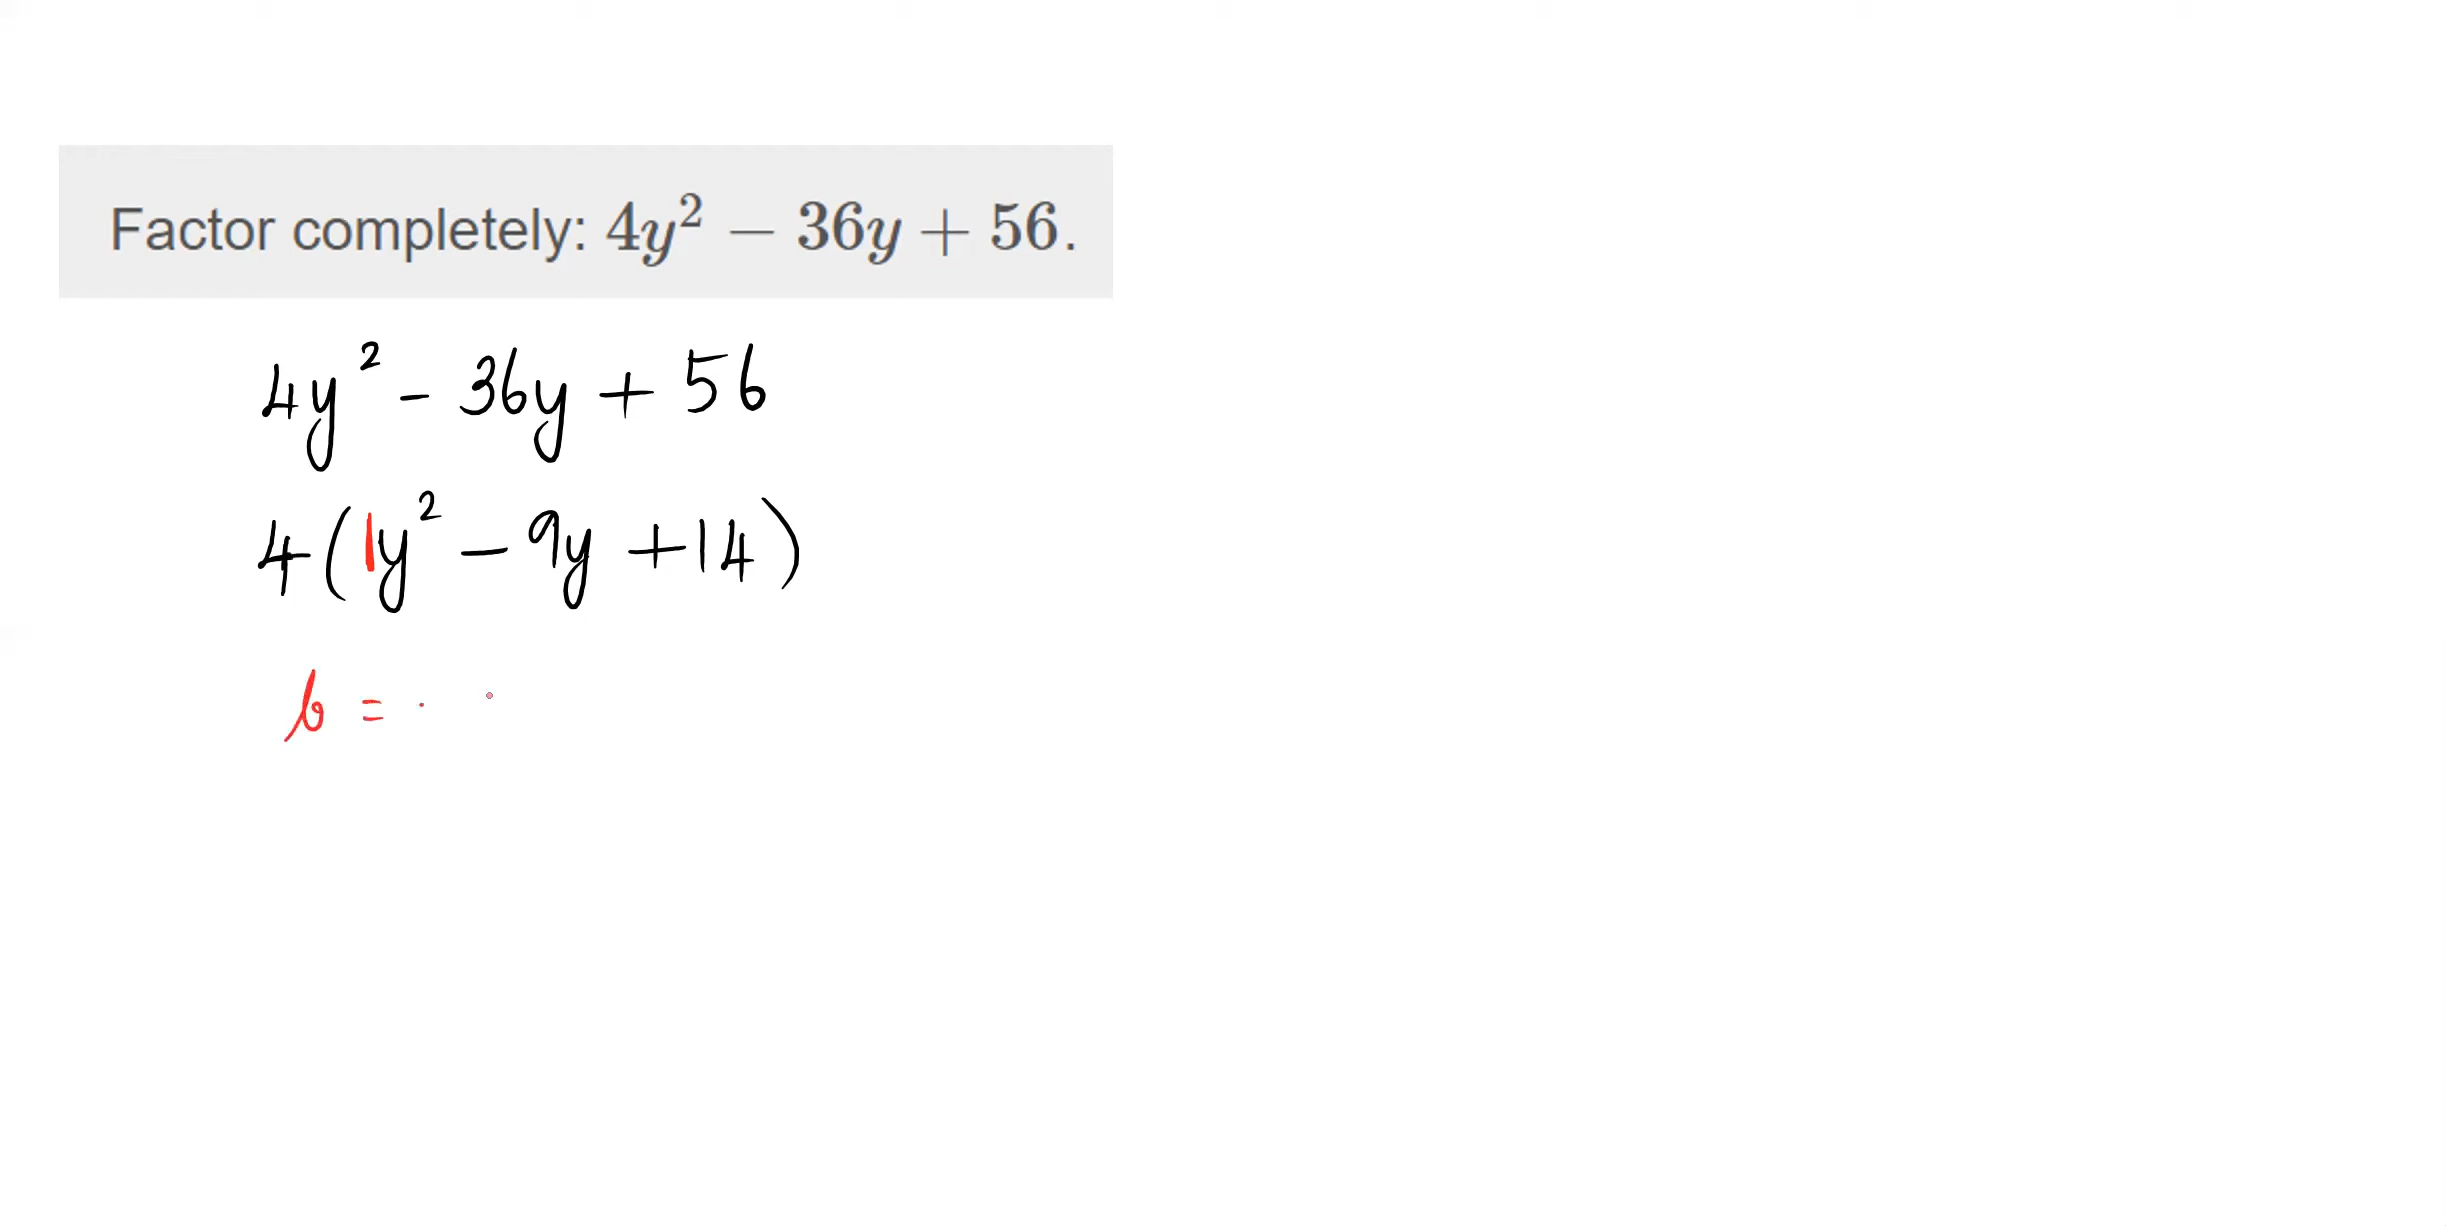 Factor completely: 4y² − 36y + 56.
4y² - 36y + 56
4(1y² - 9y + 14)
b = ·